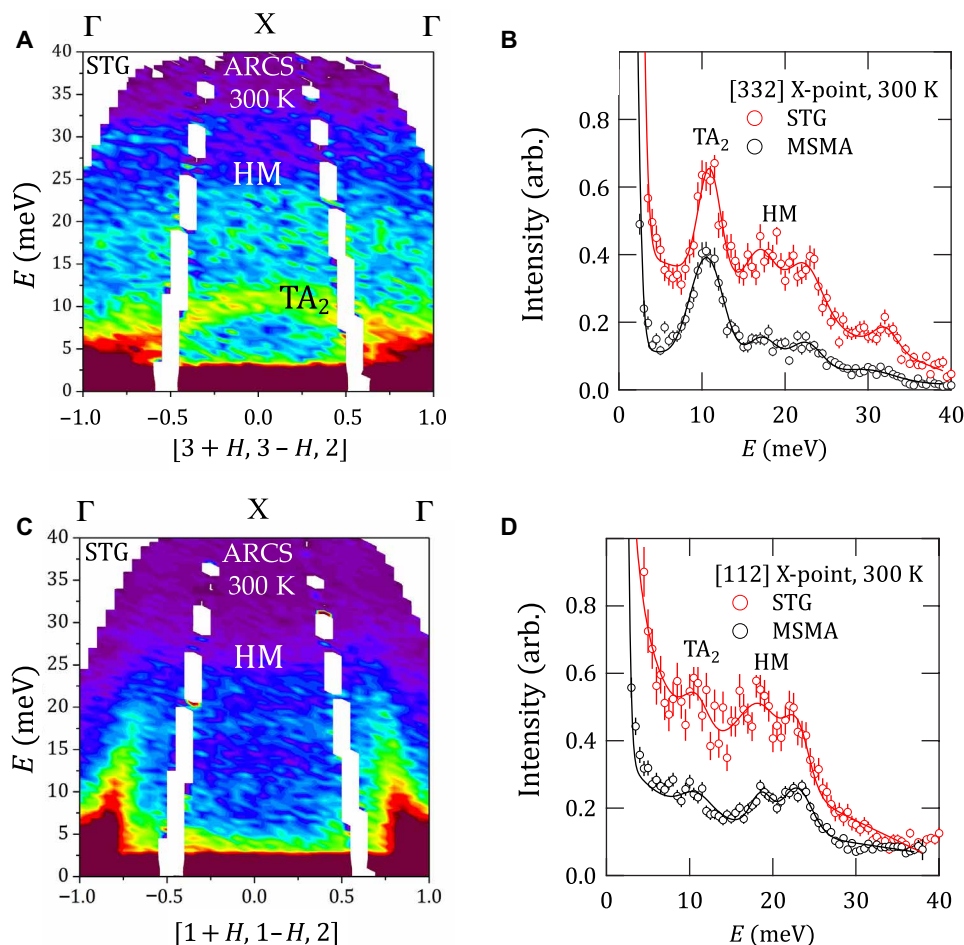 A
Γ X Γ
STG ARCS
300 K
HM
TA₂
E (meV)
40
35
30
25
20
15
10
5
0
−1.0 −0.5 0.0 0.5 1.0
[3 + H, 3 – H, 2]
B
[332] X-point, 300 K
STG
MSMA
TA₂
HM
Intensity (arb.)
0.8
0.6
0.4
0.2
0.0
0 10 20 30 40
E (meV)
C
Γ X Γ
STG ARCS
300 K
HM
E (meV)
40
35
30
25
20
15
10
5
0
−1.0 −0.5 0.0 0.5 1.0
[1 + H, 1– H, 2]
D
[112] X-point, 300 K
STG
MSMA
TA₂
HM
Intensity (arb.)
0.8
0.6
0.4
0.2
0.0
0 10 20 30 40
E (meV)